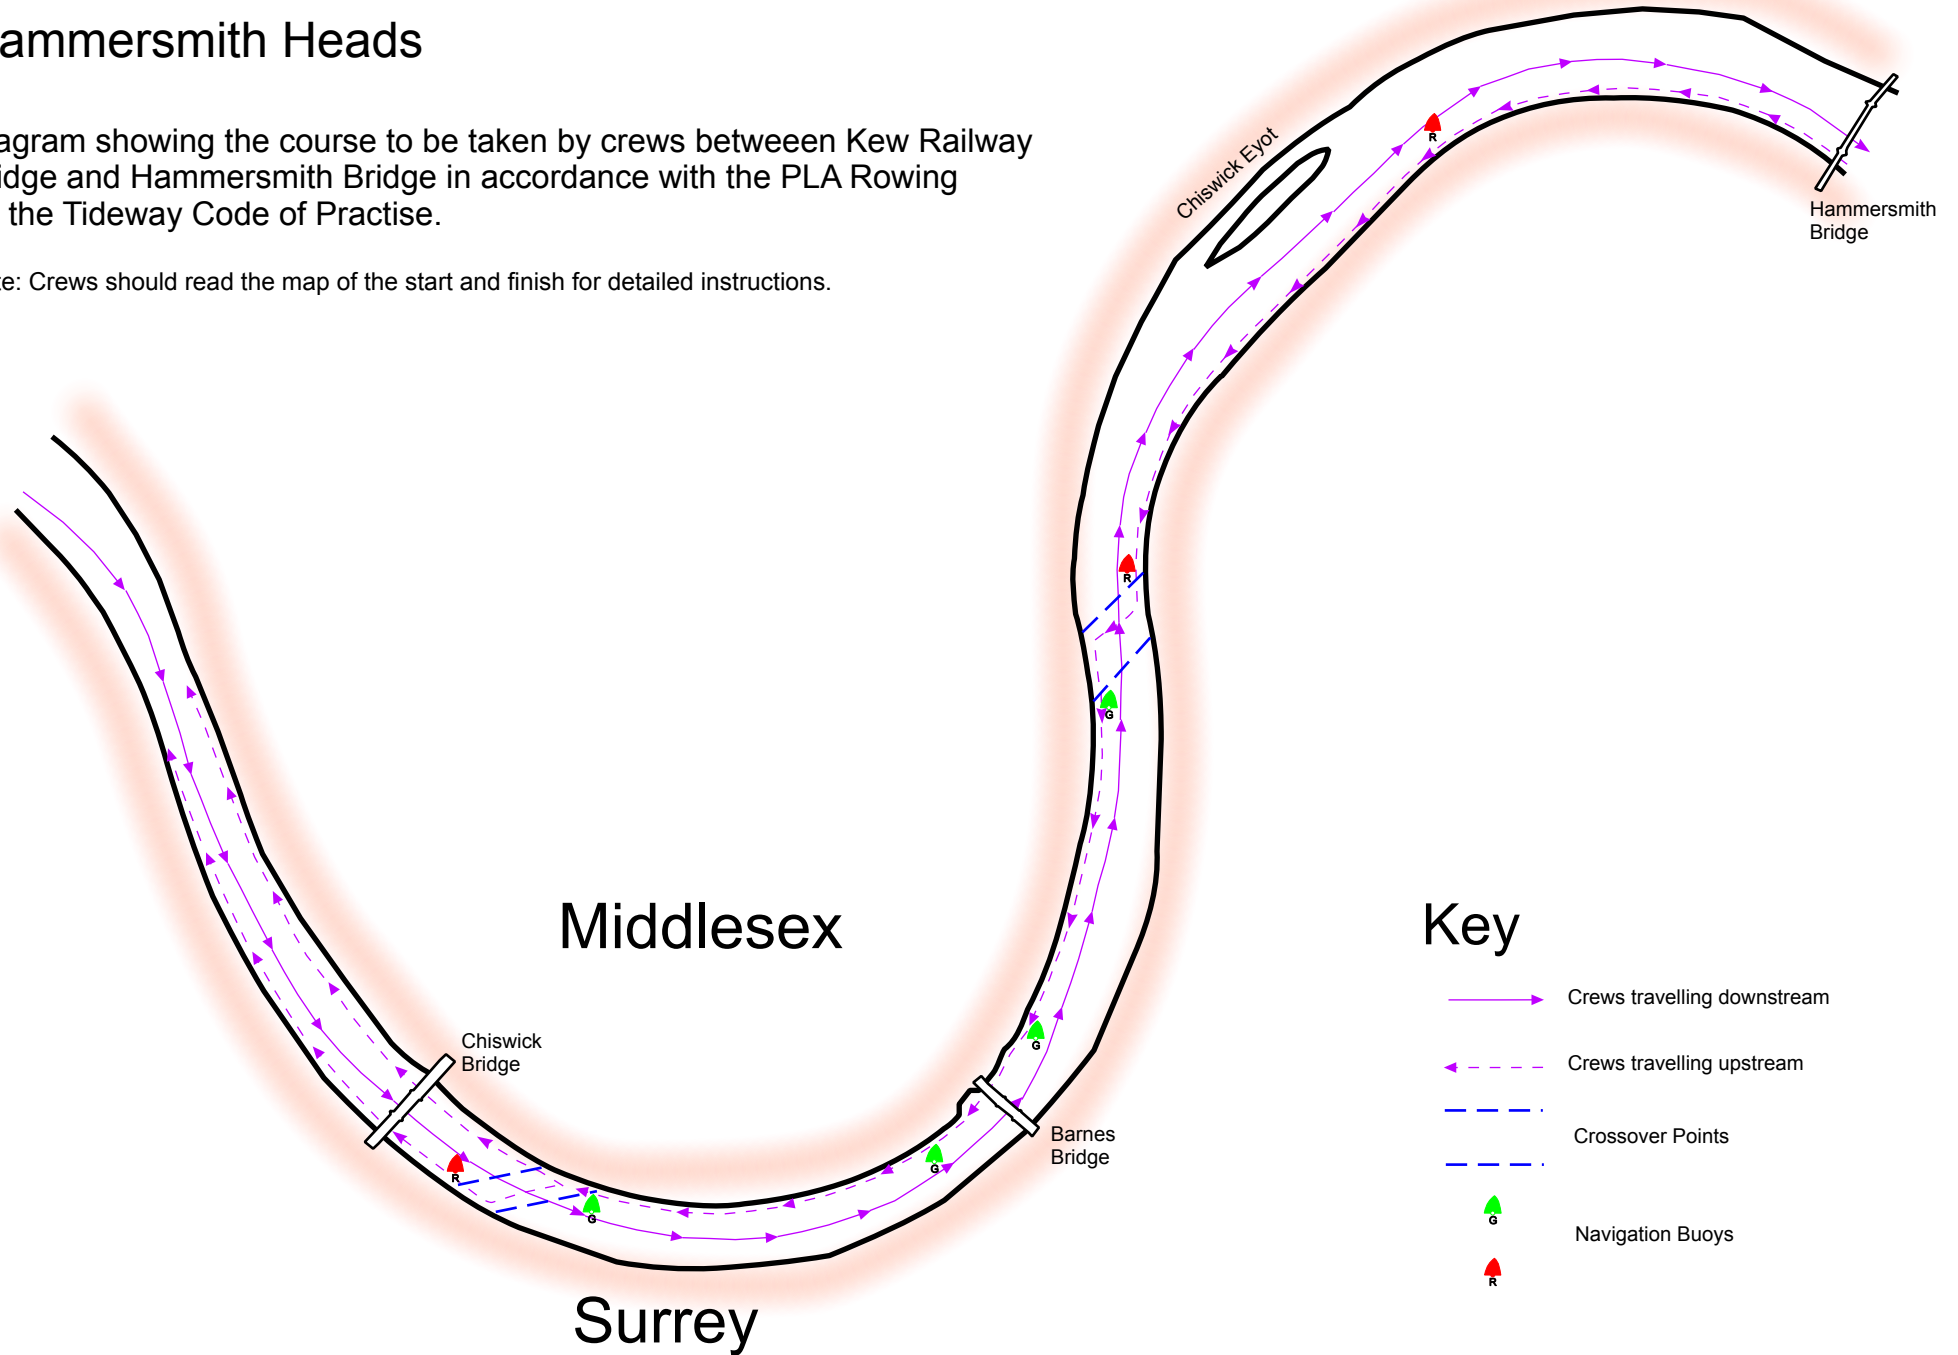 ammersmith Heads
agram showing the course to be taken by crews betweeen Kew Railway
idge and Hammersmith Bridge in accordance with the PLA Rowing
the Tideway Code of Practise.
te: Crews should read the map of the start and finish for detailed instructions.
Chiswick Eyot
Hammersmith
Bridge
R
R
G
Middlesex
Key
Crews travelling downstream
Chiswick
Bridge
G
Crews travelling upstream
Barnes
Bridge
Crossover Points
R
G
G
G
Navigation Buoys
R
Surrey